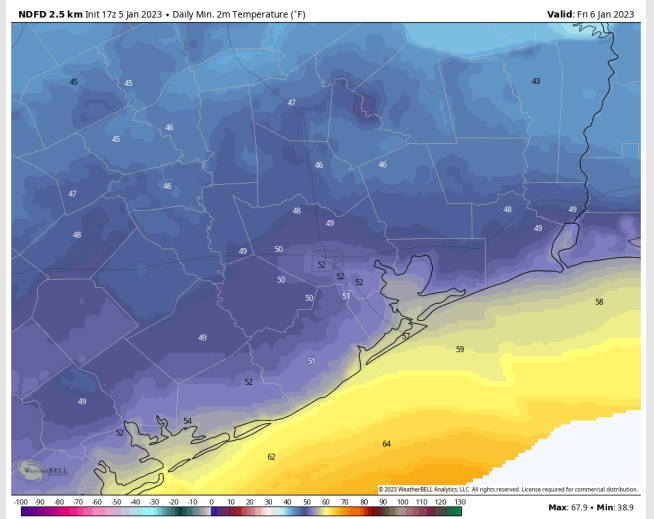 NDFD 2.5 km Init 17z 5 Jan 2023 • Daily Min. 2m Temperature (°F)
Valid: Fri 6 Jan 2023
45 45 43
47
46
45
46 46
46
47
48 48 49
49 49
48
49 50
52
52 52
50
50 51
58
57
49 59
51
52
49
54
52
64
62
WeatherBELL
© 2023 WeatherBELL Analytics, LLC. All rights reserved. License required for commercial distribution.
-100 -90 -80 -70 -60 -50 -40 -30 -20 -10 0 10 20 30 40 50 60 70 80 90 100 110 120 130
Max: 67.9 • Min: 38.9